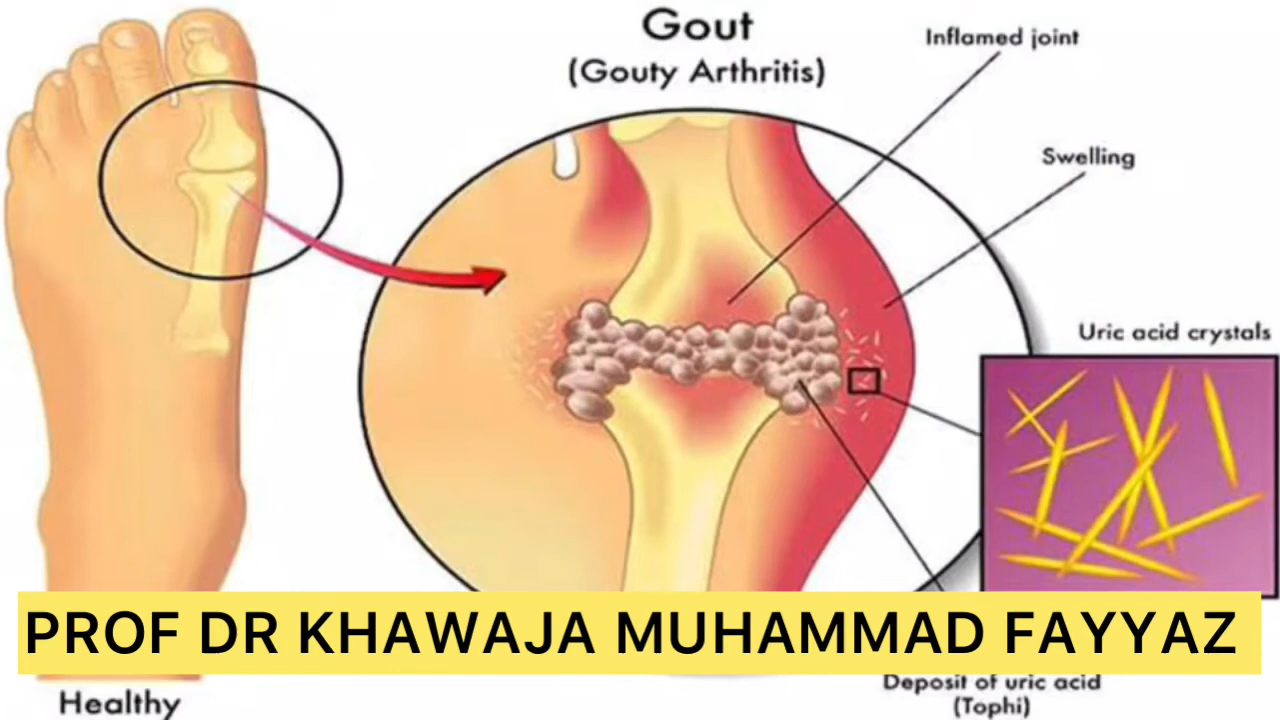 Gout
(Gouty Arthritis)
Inflamed joint
Swelling
Uric acid crystals
PROF DR KHAWAJA MUHAMMAD FAYYAZ
Healthy
Deposit of uric acid
(Tophi)